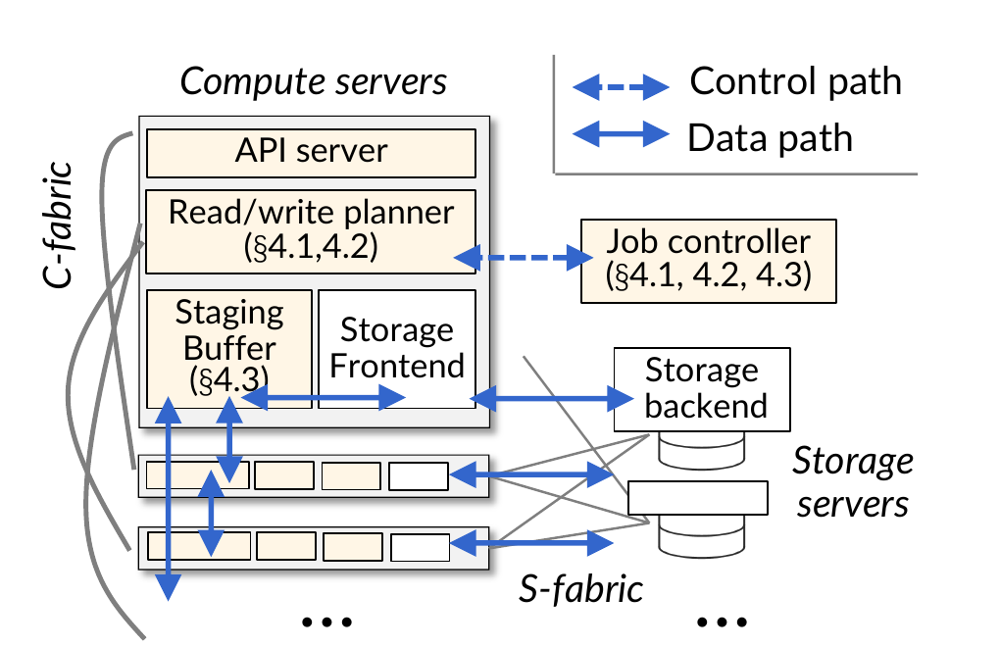 Compute servers
Control path
Data path
C-fabric
API server
Read/write planner
(§4.1,4.2)
Job controller
(§4.1, 4.2, 4.3)
Staging
Buffer
(§4.3)
Storage
Frontend
Storage
backend
Storage
servers
S-fabric
...
...